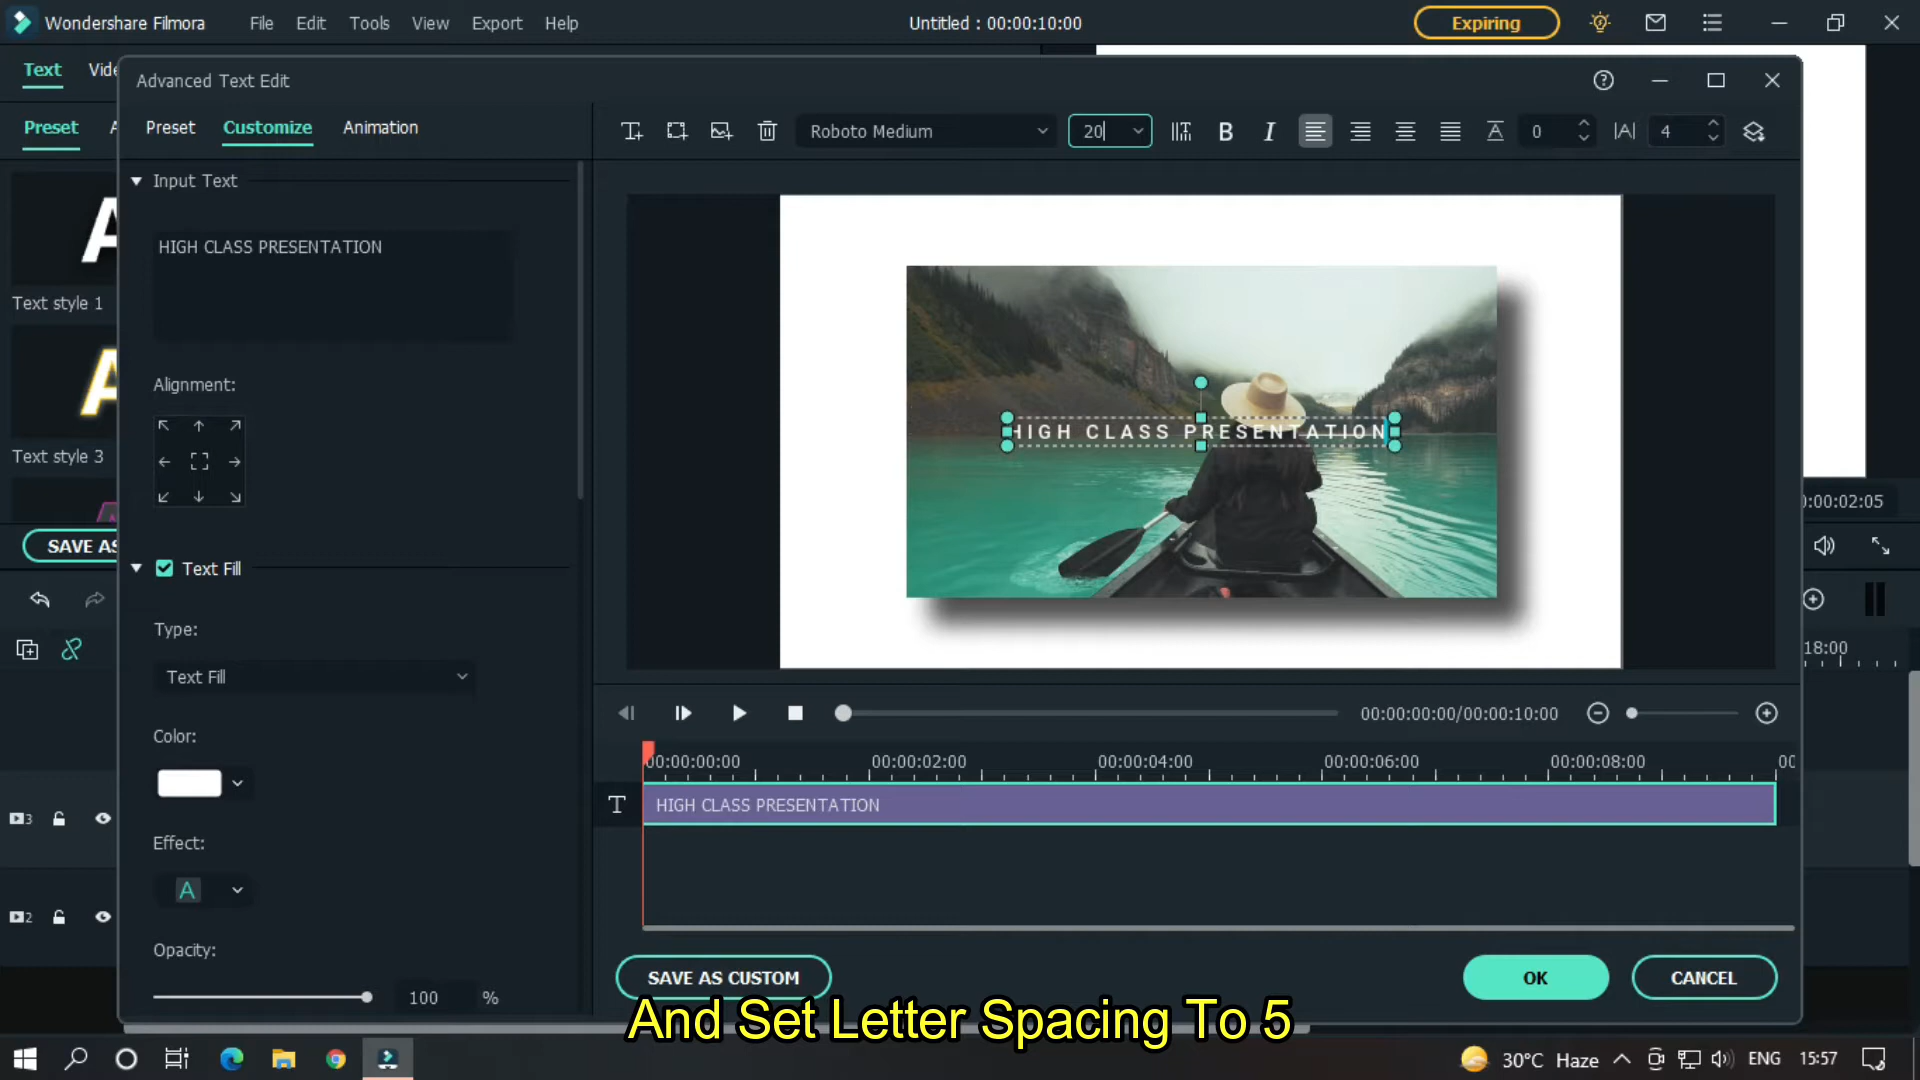 Wondershare Filmora File Edit Tools View Export Help Untitled : 00:00:10:00 Expiring
Text Vide
Advanced Text Edit
Preset
Preset Customize Animation
Roboto Medium 20 B I A 0 |A| 4
Input Text
HIGH CLASS PRESENTATION
Text style 1
Alignment:
HIGH CLASS PRESENTATION
Text style 3
0:00:02:05
SAVE AS
Text Fill
Type:
18:00
Text Fill
00:00:00:00/00:00:10:00
Color:
00:00:00:00 00:00:02:00 00:00:04:00 00:00:06:00 00:00:08:00 00
T HIGH CLASS PRESENTATION
3
Effect:
A
2
Opacity:
SAVE AS CUSTOM OK CANCEL
100 %
And Set Letter Spacing To 5
30°C Haze ENG 15:57